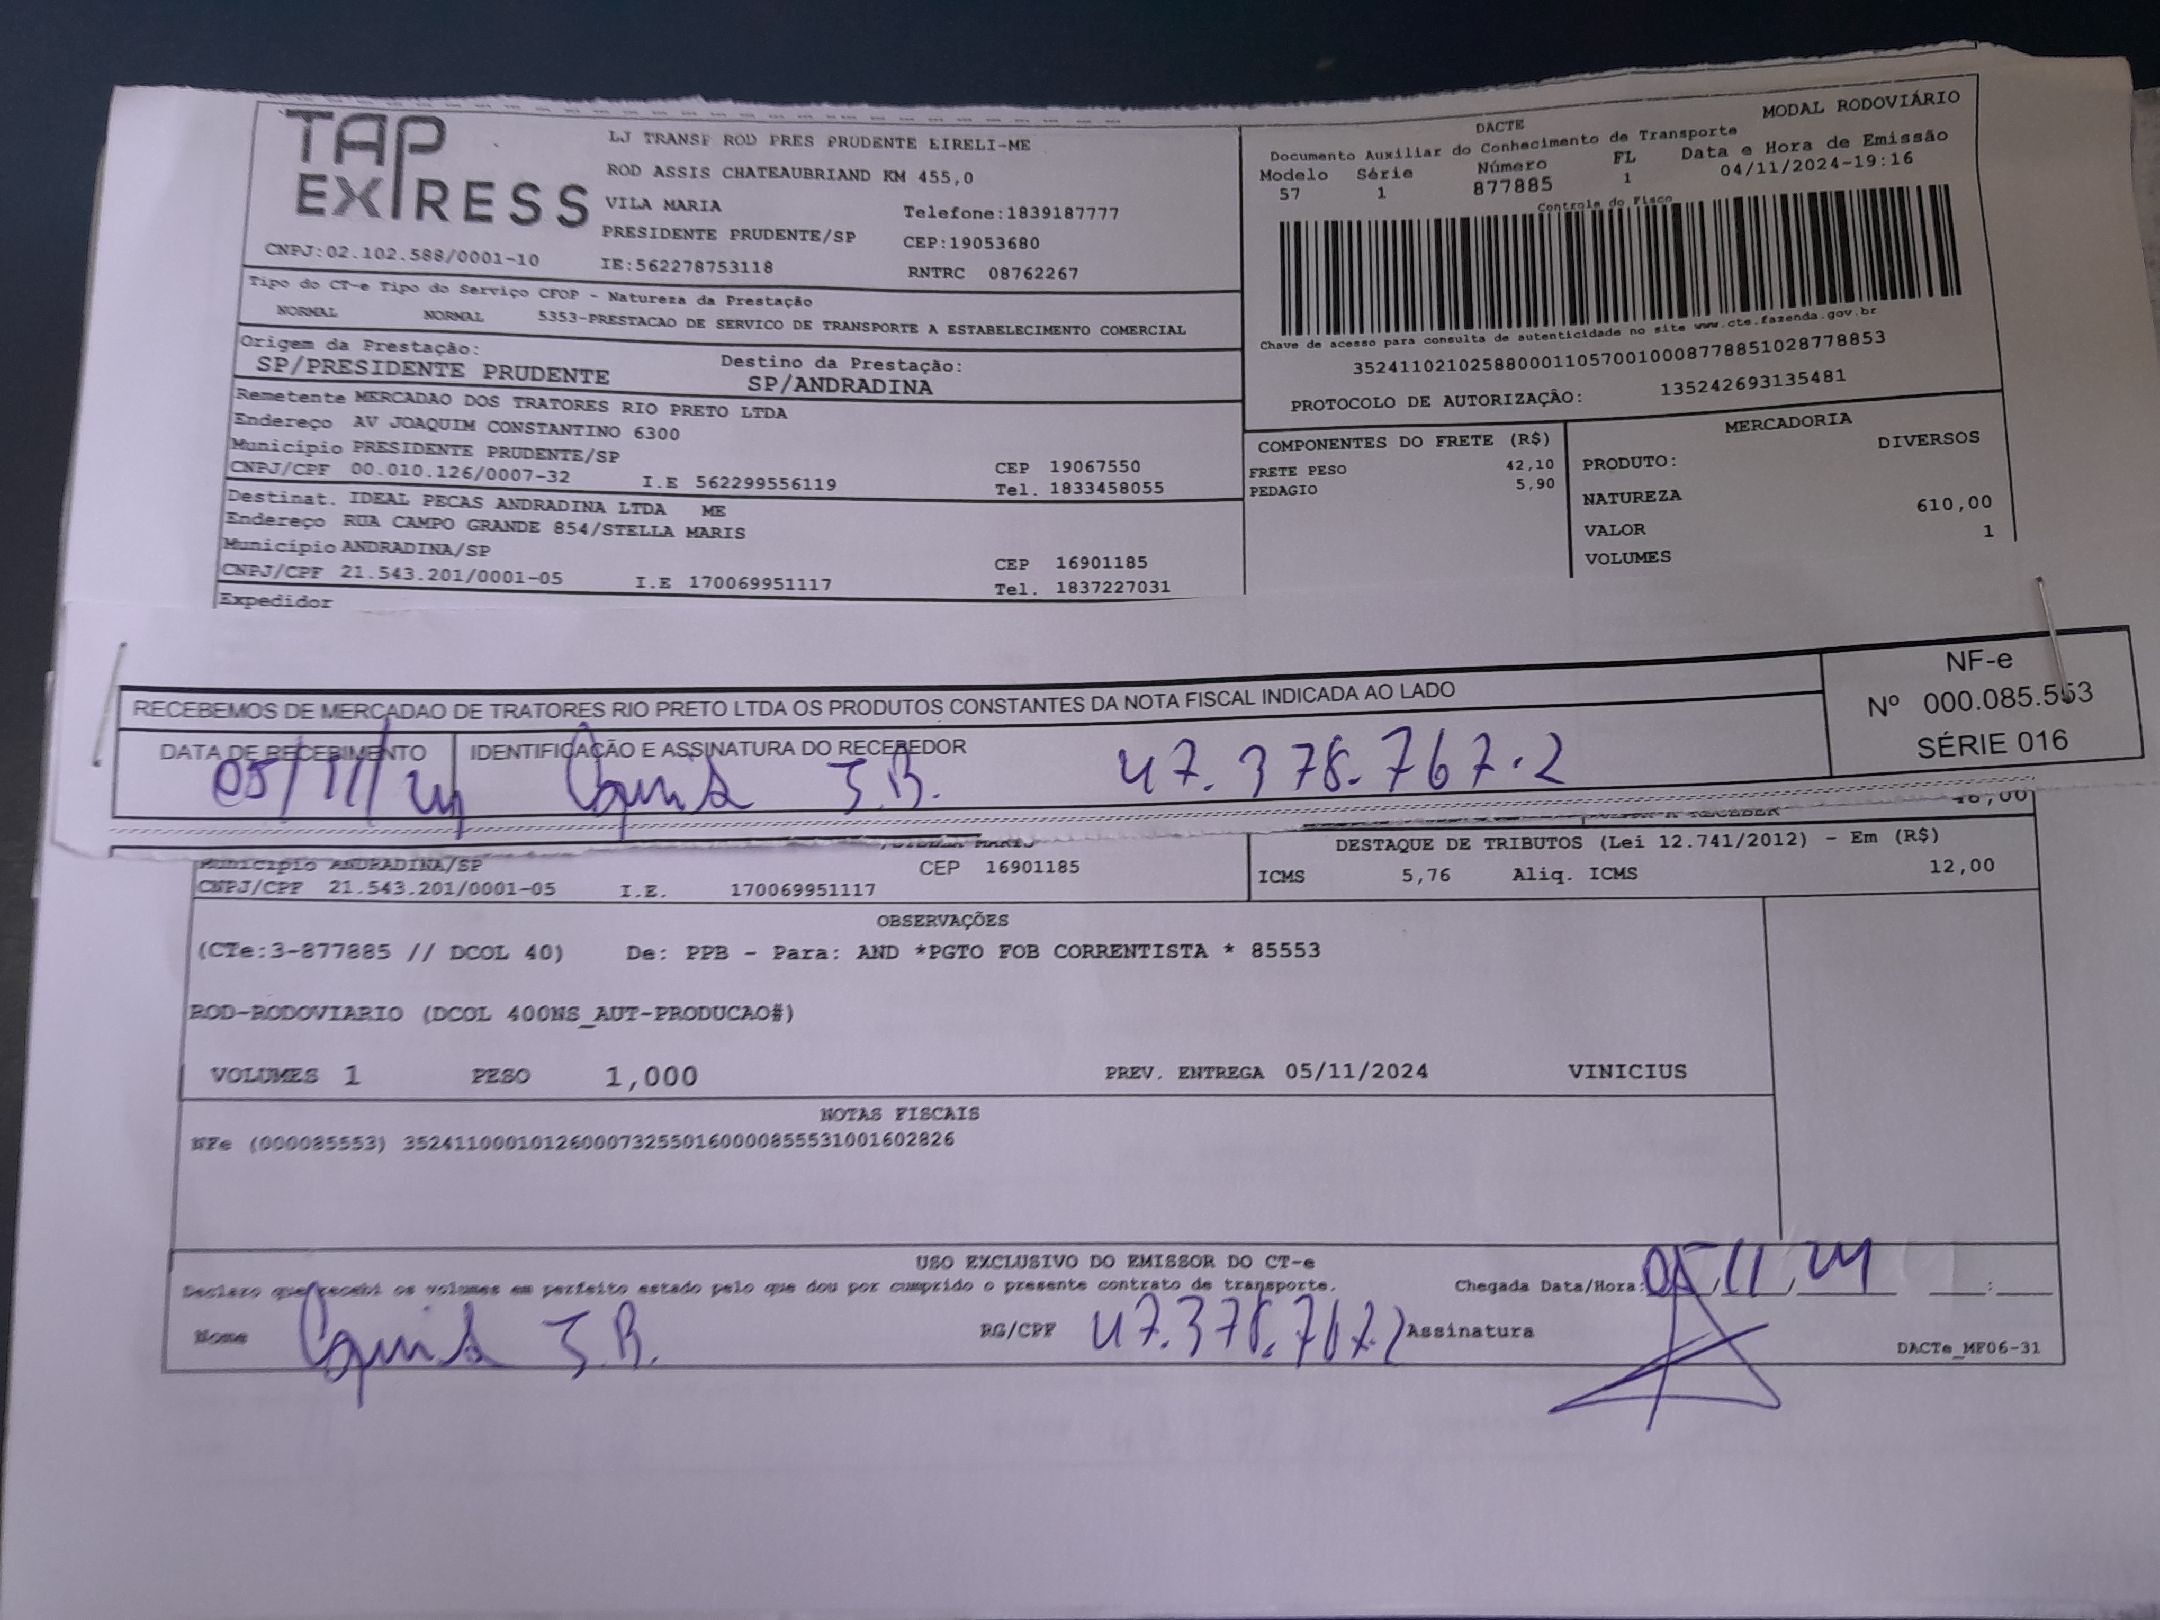 TAP EXPRESS
LJ TRANSP ROD PRES PRUDENTE EIRELI-ME
ROD ASSIS CHATEAUBRIAND KM 455,0
VILA MARIA Telefone:1839187777
PRESIDENTE PRUDENTE/SP CEP:19053680
CNPJ:02.102.588/0001-10 IE:562278753118 RNTRC 08762267
Tipo do CT-e Tipo do Serviço CFOP - Natureza da Prestação
NORMAL NORMAL 5353-PRESTACAO DE SERVICO DE TRANSPORTE A ESTABELECIMENTO COMERCIAL
Origem da Prestação: Destino da Prestação:
SP/PRESIDENTE PRUDENTE SP/ANDRADINA
Remetente MERCADAO DOS TRATORES RIO PRETO LTDA
Endereço AV JOAQUIM CONSTANTINO 6300
Município PRESIDENTE PRUDENTE/SP CEP 19067550
CNPJ/CPF 00.010.126/0007-32 I.E 562299556119 Tel. 1833458055
Destinat. IDEAL PECAS ANDRADINA LTDA ME
Endereço RUA CAMPO GRANDE 854/STELLA MARIS
Município ANDRADINA/SP CEP 16901185
CNPJ/CPF 21.543.201/0001-05 I.E 170069951117 Tel. 1837227031
Expedidor
DACTE MODAL RODOVIÁRIO
Documento Auxiliar do Conhecimento de Transporte
Modelo Série Número FL Data e Hora de Emissão
57 1 877885 1 04/11/2024-19:16
Controle do Fisco
Chave de acesso para consulta de autenticidade no site www.cte.fazenda.gov.br
35241102102588000110570010008778851028778853
PROTOCOLO DE AUTORIZAÇÃO: 135242693135481
COMPONENTES DO FRETE (R$)
FRETE PESO 42,10
PEDAGIO 5,90
MERCADORIA
PRODUTO: DIVERSOS
NATUREZA
VALOR 610,00
VOLUMES 1
RECEBEMOS DE MERCADAO DE TRATORES RIO PRETO LTDA OS PRODUTOS CONSTANTES DA NOTA FISCAL INDICADA AO LADO
DATA DE RECEBIMENTO IDENTIFICAÇÃO E ASSINATURA DO RECEBEDOR
05/11/24 J.B. 47.378.767-2
NF-e
Nº 000.085.553
SÉRIE 016
Município ANDRADINA/SP CEP 16901185
CNPJ/CPF 21.543.201/0001-05 I.E. 170069951117
DESTAQUE DE TRIBUTOS (Lei 12.741/2012) - Em (R$)
ICMS 5,76 Aliq. ICMS 12,00
OBSERVAÇÕES
(CTe:3-877885 // DCOL 40) De: PPB - Para: AND *PGTO FOB CORRENTISTA * 85553
ROD-RODOVIARIO (DCOL 400NS_AUT-PRODUCAO#)
VOLUMES 1 PESO 1,000 PREV. ENTREGA 05/11/2024 VINICIUS
NOTAS FISCAIS
NFe (000085553) 35241100010126000732550160000855531001602826
USO EXCLUSIVO DO EMISSOR DO CT-e
Declaro que recebi os volumes em perfeito estado pelo que dou por cumprido o presente contrato de transporte. Chegada Data/Hora: 05/11/24
Nome J.B. RG/CPF 47.378.767-2 Assinatura
DACTe_MF06-31